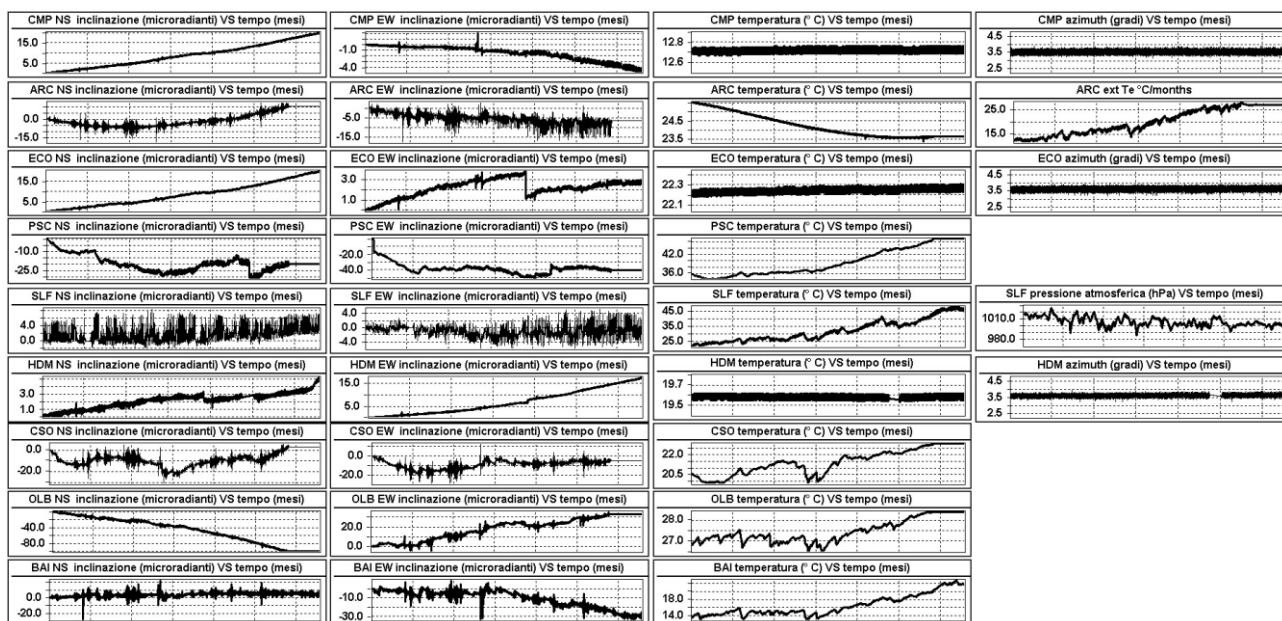 CMP NS inclinazione (microradianti) VS tempo (mesi)
15.0
5.0
CMP EW inclinazione (microradianti) VS tempo (mesi)
-1.0
-4.0
CMP temperatura (° C) VS tempo (mesi)
12.8
12.6
CMP azimuth (gradi) VS tempo (mesi)
4.5
3.5
2.5
ARC NS inclinazione (microradianti) VS tempo (mesi)
0.0
-15.0
ARC EW inclinazione (microradianti) VS tempo (mesi)
-5.0
-15.0
ARC temperatura (° C) VS tempo (mesi)
24.5
23.5
ARC ext Te °C/months
25.0
15.0
ECO NS inclinazione (microradianti) VS tempo (mesi)
15.0
5.0
ECO EW inclinazione (microradianti) VS tempo (mesi)
3.0
1.0
ECO temperatura (° C) VS tempo (mesi)
22.3
22.1
ECO azimuth (gradi) VS tempo (mesi)
4.5
3.5
2.5
PSC NS inclinazione (microradianti) VS tempo (mesi)
-10.0
-25.0
PSC EW inclinazione (microradianti) VS tempo (mesi)
-20.0
-40.0
PSC temperatura (° C) VS tempo (mesi)
42.0
36.0
SLF NS inclinazione (microradianti) VS tempo (mesi)
4.0
0.0
SLF EW inclinazione (microradianti) VS tempo (mesi)
4.0
0.0
-4.0
SLF temperatura (° C) VS tempo (mesi)
45.0
35.0
25.0
SLF pressione atmosferica (hPa) VS tempo (mesi)
1010.0
980.0
HDM NS inclinazione (microradianti) VS tempo (mesi)
3.0
1.0
HDM EW inclinazione (microradianti) VS tempo (mesi)
15.0
5.0
HDM temperatura (° C) VS tempo (mesi)
19.7
19.5
HDM azimuth (gradi) VS tempo (mesi)
4.5
3.5
2.5
CSO NS inclinazione (microradianti) VS tempo (mesi)
0.0
-20.0
CSO EW inclinazione (microradianti) VS tempo (mesi)
0.0
-20.0
CSO temperatura (° C) VS tempo (mesi)
22.0
20.5
OLB NS inclinazione (microradianti) VS tempo (mesi)
-40.0
-80.0
OLB EW inclinazione (microradianti) VS tempo (mesi)
20.0
0.0
OLB temperatura (° C) VS tempo (mesi)
28.0
27.0
BAI NS inclinazione (microradianti) VS tempo (mesi)
0.0
-20.0
BAI EW inclinazione (microradianti) VS tempo (mesi)
-10.0
-30.0
BAI temperatura (° C) VS tempo (mesi)
18.0
14.0